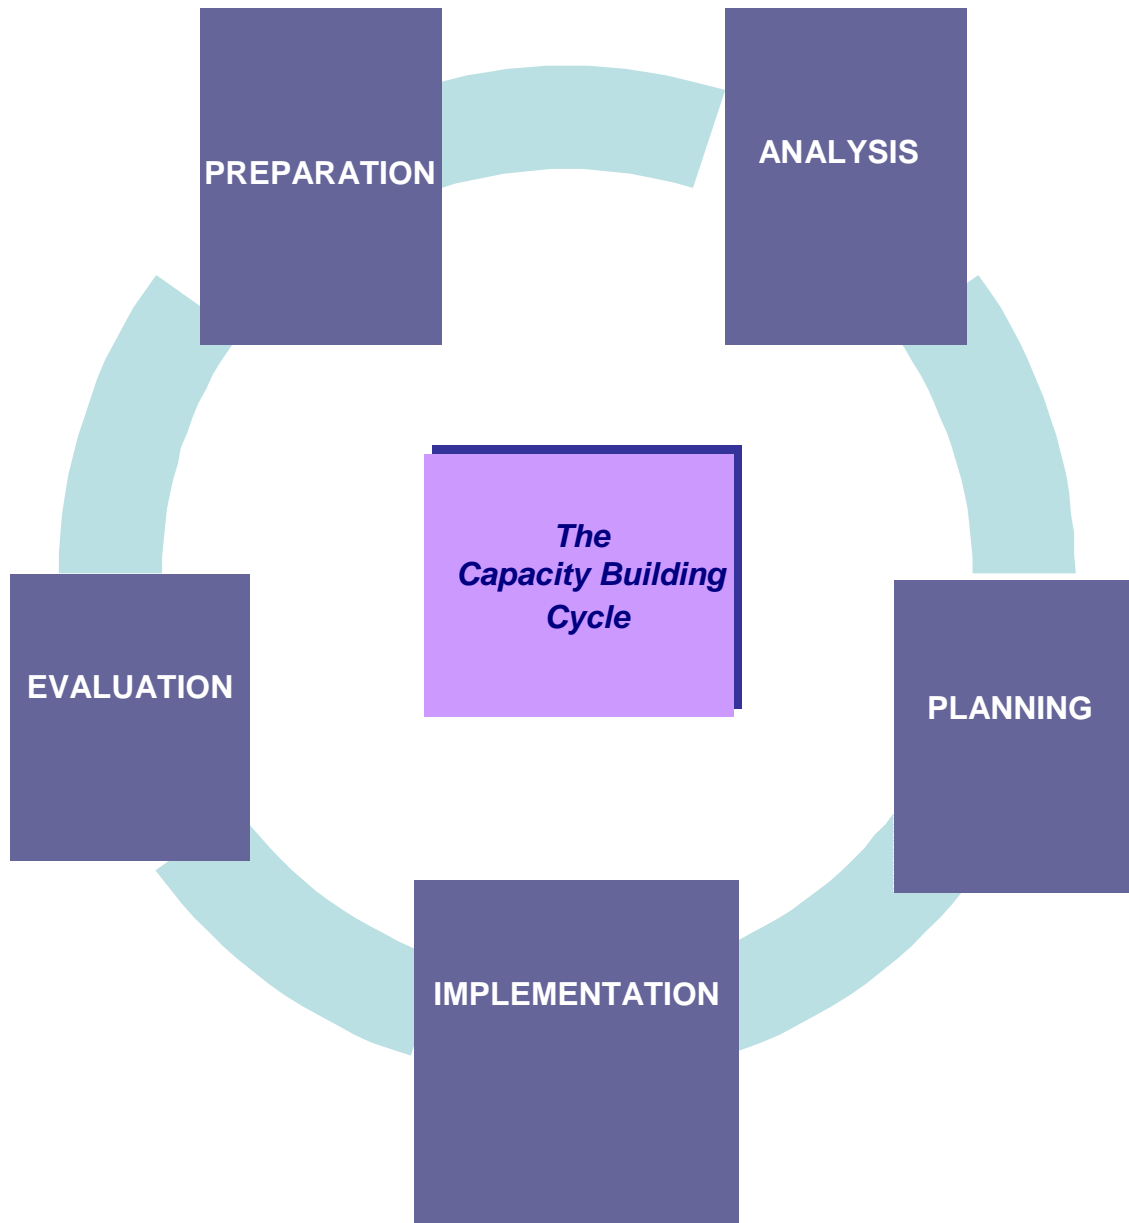 PREPARATION
ANALYSIS
The
Capacity Building
Cycle
EVALUATION
PLANNING
IMPLEMENTATION